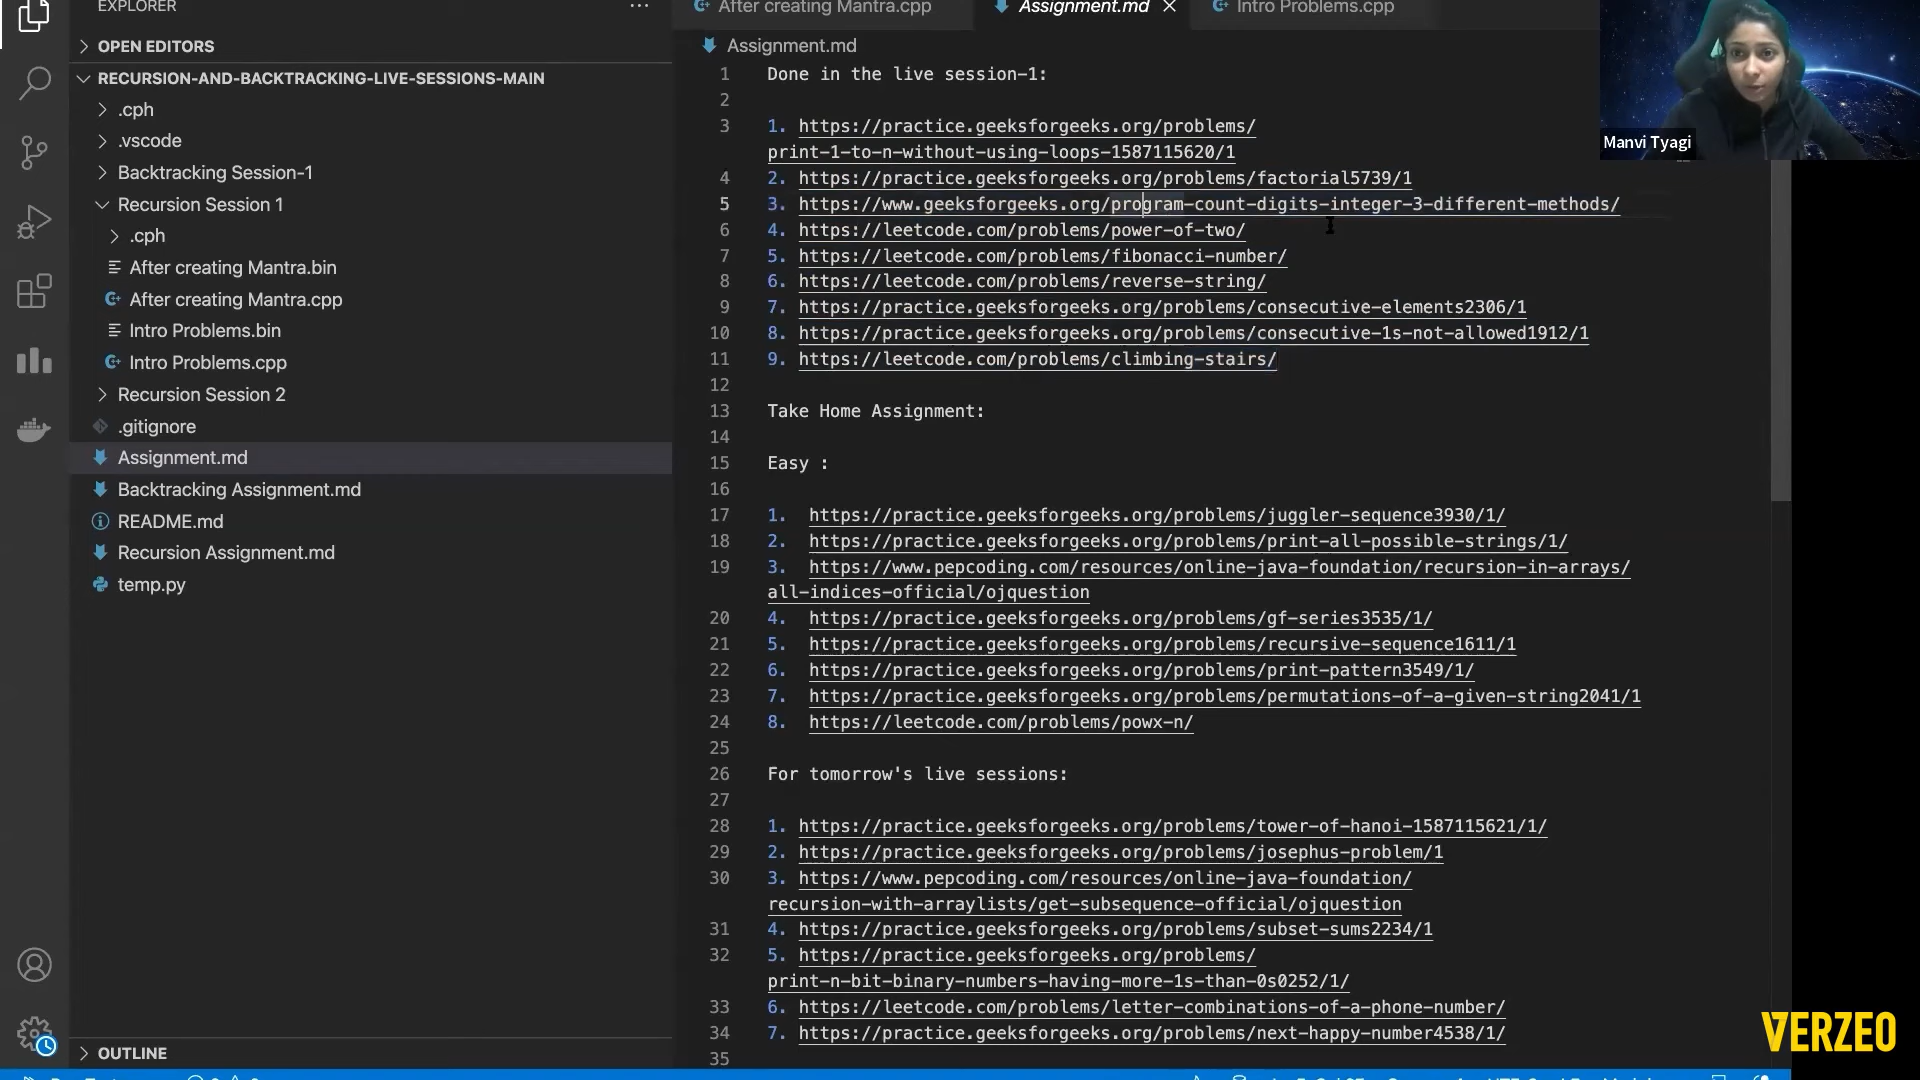 EXPLORER
OPEN EDITORS
RECURSION-AND-BACKTRACKING-LIVE-SESSIONS-MAIN
.cph
.vscode
Backtracking Session-1
Recursion Session 1
.cph
After creating Mantra.bin
After creating Mantra.cpp
Intro Problems.bin
Intro Problems.cpp
Recursion Session 2
.gitignore
Assignment.md
Backtracking Assignment.md
README.md
Recursion Assignment.md
temp.py
OUTLINE
After creating Mantra.cpp
Assignment.md
Intro Problems.cpp
Assignment.md
1 Done in the live session-1:
2
3 1. https://practice.geeksforgeeks.org/problems/
print-1-to-n-without-using-loops-1587115620/1
4 2. https://practice.geeksforgeeks.org/problems/factorial5739/1
5 3. https://www.geeksforgeeks.org/program-count-digits-integer-3-different-methods/
6 4. https://leetcode.com/problems/power-of-two/
7 5. https://leetcode.com/problems/fibonacci-number/
8 6. https://leetcode.com/problems/reverse-string/
9 7. https://practice.geeksforgeeks.org/problems/consecutive-elements2306/1
10 8. https://practice.geeksforgeeks.org/problems/consecutive-1s-not-allowed1912/1
11 9. https://leetcode.com/problems/climbing-stairs/
12
13 Take Home Assignment:
14
15 Easy :
16
17 1. https://practice.geeksforgeeks.org/problems/juggler-sequence3930/1/
18 2. https://practice.geeksforgeeks.org/problems/print-all-possible-strings/1/
19 3. https://www.pepcoding.com/resources/online-java-foundation/recursion-in-arrays/
all-indices-official/ojquestion
20 4. https://practice.geeksforgeeks.org/problems/gf-series3535/1/
21 5. https://practice.geeksforgeeks.org/problems/recursive-sequence1611/1
22 6. https://practice.geeksforgeeks.org/problems/print-pattern3549/1/
23 7. https://practice.geeksforgeeks.org/problems/permutations-of-a-given-string2041/1
24 8. https://leetcode.com/problems/powx-n/
25
26 For tomorrow's live sessions:
27
28 1. https://practice.geeksforgeeks.org/problems/tower-of-hanoi-1587115621/1/
29 2. https://practice.geeksforgeeks.org/problems/josephus-problem/1
30 3. https://www.pepcoding.com/resources/online-java-foundation/
recursion-with-arraylists/get-subsequence-official/ojquestion
31 4. https://practice.geeksforgeeks.org/problems/subset-sums2234/1
32 5. https://practice.geeksforgeeks.org/problems/
print-n-bit-binary-numbers-having-more-1s-than-0s0252/1/
33 6. https://leetcode.com/problems/letter-combinations-of-a-phone-number/
34 7. https://practice.geeksforgeeks.org/problems/next-happy-number4538/1/
35
Manvi Tyagi
VERZEO